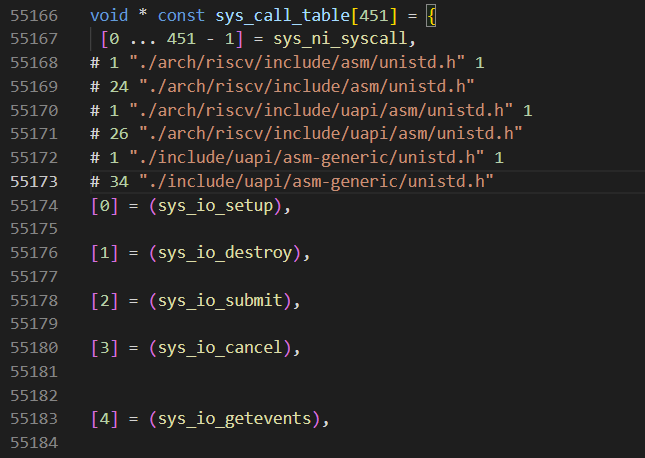 55166 void * const sys_call_table[451] = {
55167 [0 ... 451 - 1] = sys_ni_syscall,
55168 # 1 "./arch/riscv/include/asm/unistd.h" 1
55169 # 24 "./arch/riscv/include/asm/unistd.h"
55170 # 1 "./arch/riscv/include/uapi/asm/unistd.h" 1
55171 # 26 "./arch/riscv/include/uapi/asm/unistd.h"
55172 # 1 "./include/uapi/asm-generic/unistd.h" 1
55173 # 34 "./include/uapi/asm-generic/unistd.h"
55174 [0] = (sys_io_setup),
55175
55176 [1] = (sys_io_destroy),
55177
55178 [2] = (sys_io_submit),
55179
55180 [3] = (sys_io_cancel),
55181
55182
55183 [4] = (sys_io_getevents),
55184